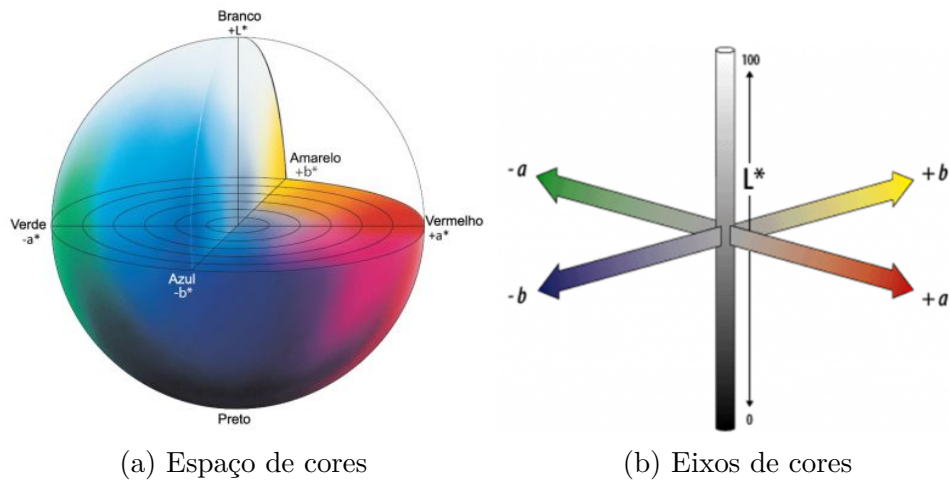 Branco
+L*
Amarelo
+b*
Verde
-a*
Vermelho
+a*
Azul
-b*
Preto
(a) Espaço de cores
100
-a
L*
+b
-b
+a
0
(b) Eixos de cores